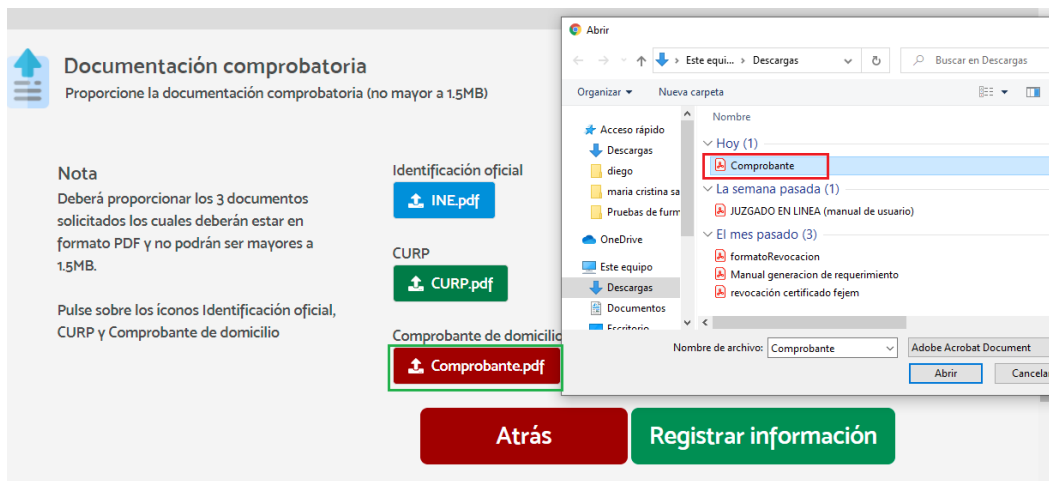 Documentación comprobatoria
Proporcione la documentación comprobatoria (no mayor a 1.5MB)
Nota
Deberá proporcionar los 3 documentos
solicitados los cuales deberán estar en
formato PDF y no podrán ser mayores a
1.5MB.
Pulse sobre los íconos Identificación oficial,
CURP y Comprobante de domicilio
Identificación oficial
INE.pdf
CURP
CURP.pdf
Comprobante de domicilio
Comprobante.pdf
Atrás
Registrar información
Abrir
Este equi... > Descargas
Buscar en Descargas
Organizar
Nueva carpeta
Acceso rápido
Descargas
diego
maria cristina sa
Pruebas de furm
OneDrive
Este equipo
Descargas
Documentos
Escritorio
Nombre
Hoy (1)
Comprobante
La semana pasada (1)
JUZGADO EN LINEA (manual de usuario)
El mes pasado (3)
formatoRevocacion
Manual generacion de requerimiento
revocación certificado fejem
Nombre de archivo: Comprobante
Adobe Acrobat Document
Abrir
Cancela